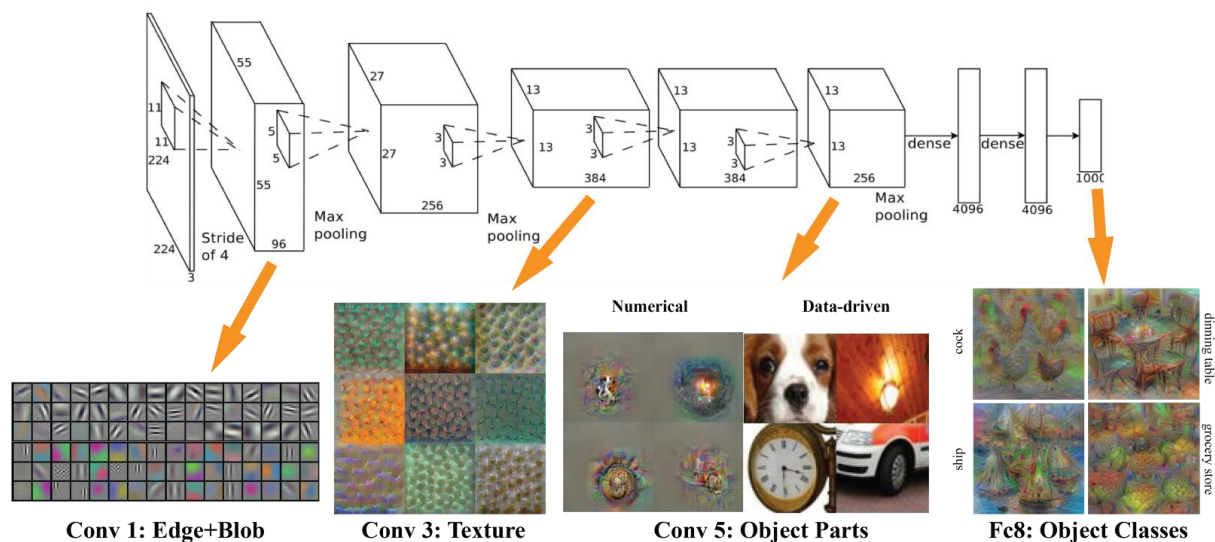 55
27
13
13
13
11
5
5
3
3
3
3
3
3
11
224
55
27
13
13
13
dense
dense
224
3
Stride
of 4
96
Max
pooling
256
Max
pooling
384
384
256
Max
pooling
4096
4096
1000
Numerical
Data-driven
cock
dinning table
ship
grocery store
Conv 1: Edge+Blob
Conv 3: Texture
Conv 5: Object Parts
Fc8: Object Classes